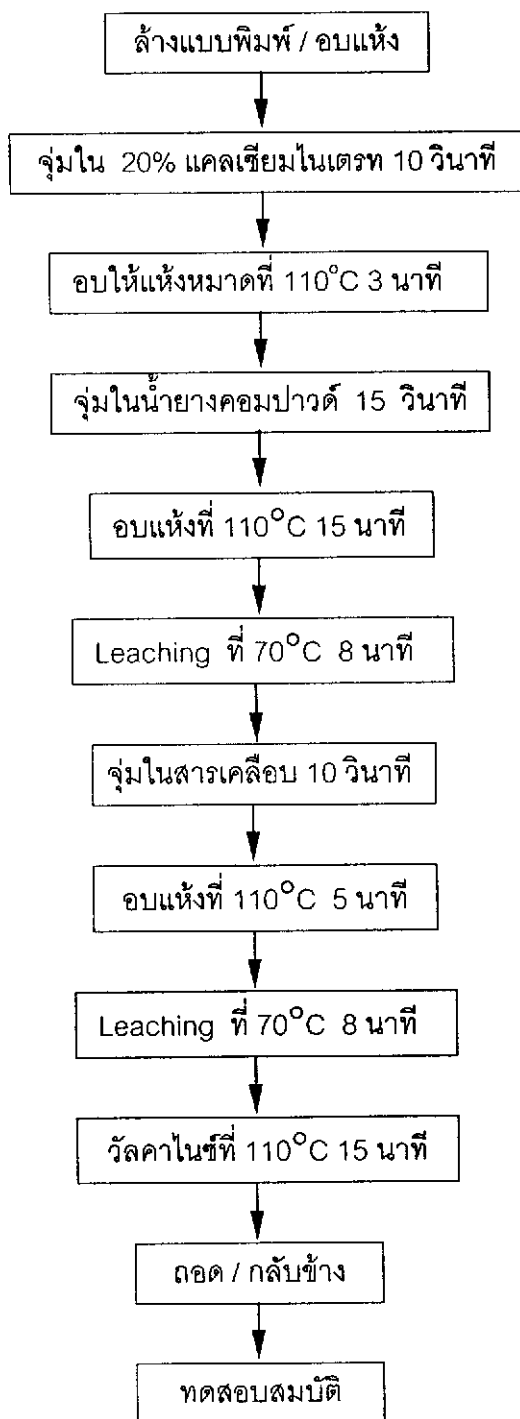 ล้างแบบพิมพ์ / อบแห้ง
จุ่มใน 20% แคลเซียมไนเตรท 10 วินาที
อบให้แห้งหมาดที่ 110°C 3 นาที
จุ่มในน้ำยางคอมปาวด์ 15 วินาที
อบแห้งที่ 110°C 15 นาที
Leaching ที่ 70°C 8 นาที
จุ่มในสารเคลือบ 10 วินาที
อบแห้งที่ 110°C 5 นาที
Leaching ที่ 70°C 8 นาที
วัลคาไนซ์ที่ 110°C 15 นาที
ถอด / กลับข้าง
ทดสอบสมบัติ